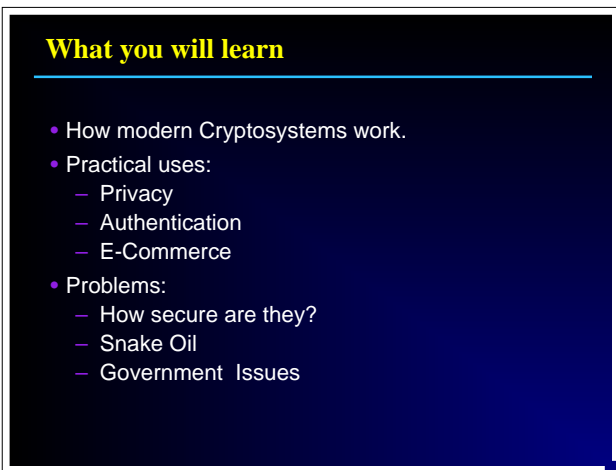 What you will learn
• How modern Cryptosystems work.
• Practical uses:
– Privacy
– Authentication
– E-Commerce
• Problems:
– How secure are they?
– Snake Oil
– Government Issues